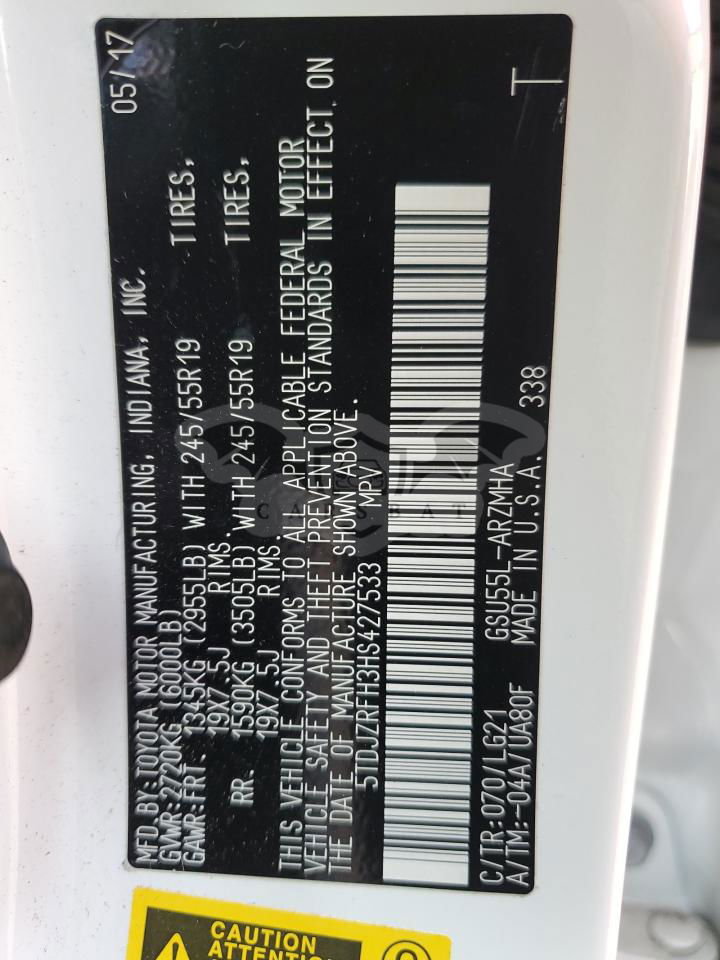 MFD.BY:TOYOTA MOTOR MANUFACTURING, INDIANA, INC. 05/17
GVWR:2720KG (6000LB)
GAWR:FRT. 1345KG (2955LB) WITH 245/55R19 TIRES,
19X7.5J RIMS.
RR. 1590KG (3505LB) WITH 245/55R19 TIRES,
19X7.5J RIMS.
THIS VEHICLE CONFORMS TO ALL APPLICABLE FEDERAL MOTOR
VEHICLE SAFETY AND THEFT PREVENTION STANDARDS IN EFFECT ON
THE DATE OF MANUFACTURE SHOWN ABOVE.
5TDJZRFH3HS427533 MPV
C/TR:070/LG21 GSU55L-ARZMHA
A/TM:-04A/UA80F MADE IN U.S.A. 338
T
CARSBAT
CAUTION